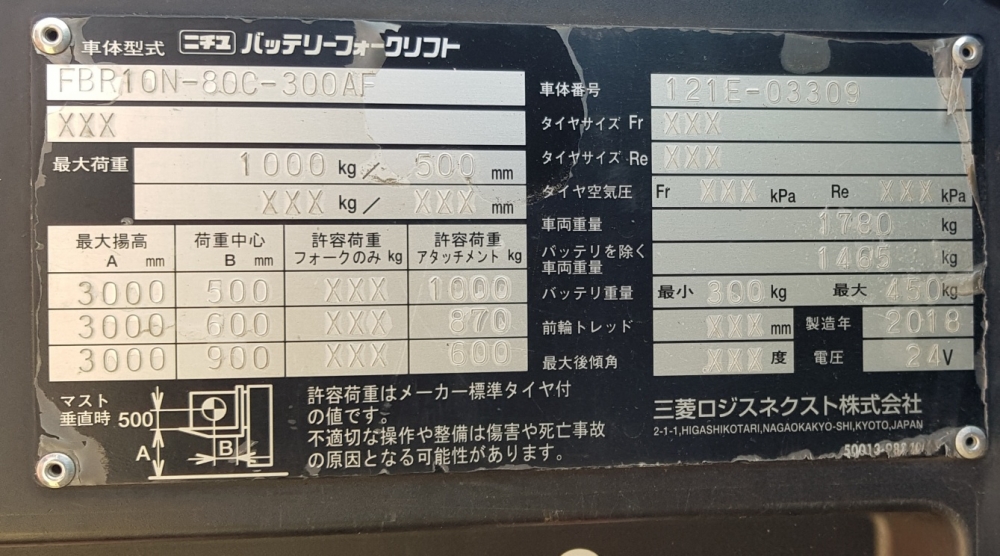 車体型式 ニチユ バッテリーフォークリフト
FBR10N-80C-300AF
XXX
最大荷重 1000 kg / 500 mm
XXX kg / XXX mm
最大揚高 A mm 荷重中心 B mm 許容荷重 フォークのみ kg 許容荷重 アタッチメント kg
3000 500 XXX 1000
3000 600 XXX 870
3000 900 XXX 600
マスト垂直時 500
A
B
許容荷重はメーカー標準タイヤ付
の値です。
不適切な操作や整備は傷害や死亡事故
の原因となる可能性があります。
車体番号 121E-03309
タイヤサイズ Fr XXX
タイヤサイズ Re XXX
タイヤ空気圧 Fr XXX kPa Re XXX kPa
車両重量 1780 kg
バッテリを除く車両重量 1405 kg
バッテリ重量 最小 300 kg 最大 450 kg
前輪トレッド XXX mm 製造年 2018
最大後傾角 XXX 度 電圧 24 V
三菱ロジスネクスト株式会社
2-1-1,HIGASHIKOTARI,NAGAOKAKYO-SHI,KYOTO,JAPAN